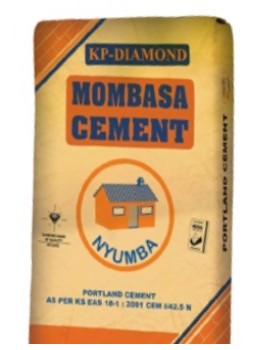 KP-DIAMOND
MOMBASA
CEMENT
NYUMBA
PORTLAND CEMENT
AS PER KS EAS 18-1 : 2001 CEM I/42.5 N
PORTLAND CEMENT